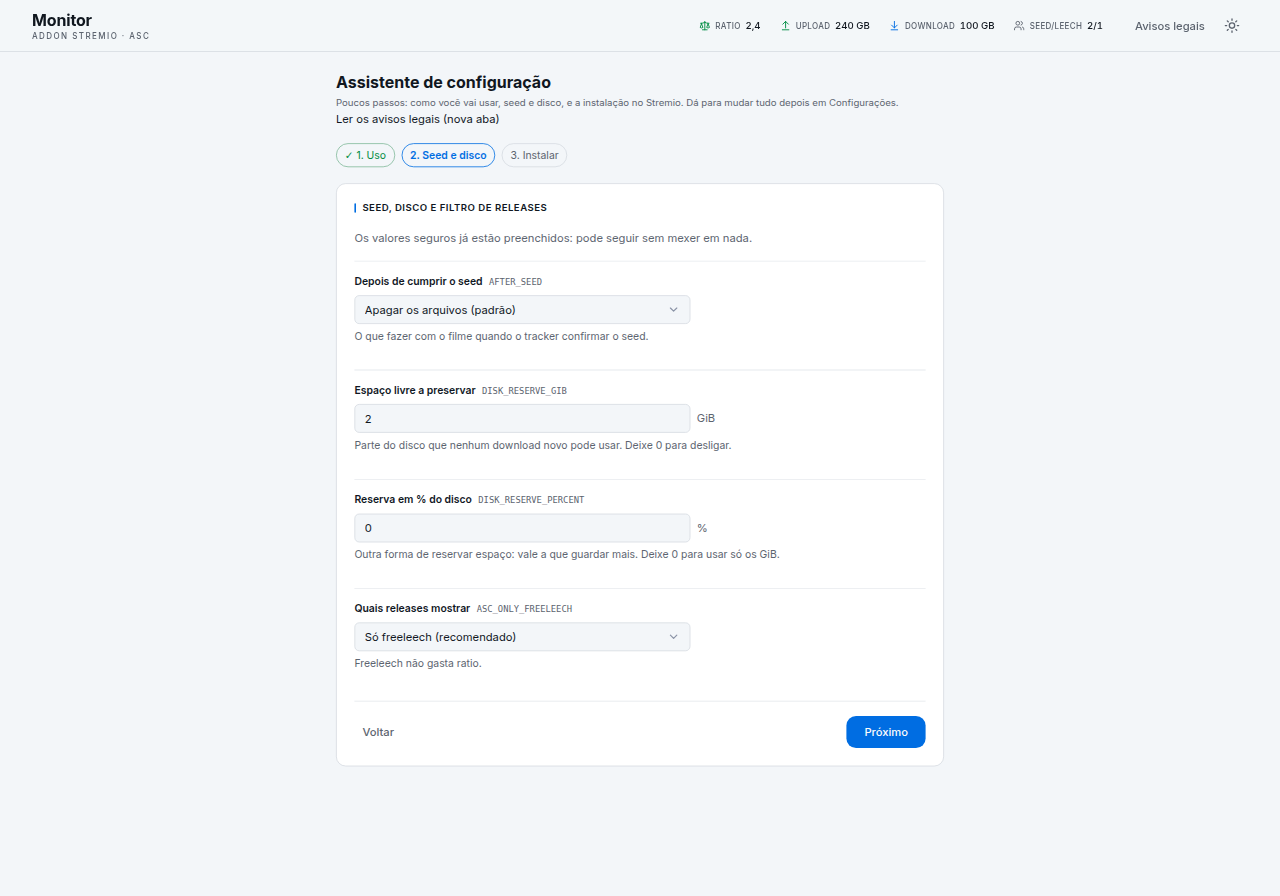 Monitor
ADDON STREMIO · ASC
RATIO 2,4
UPLOAD 240 GB
DOWNLOAD 100 GB
SEED/LEECH 2/1
Avisos legais
Assistente de configuração
Poucos passos: como você vai usar, seed e disco, e a instalação no Stremio. Dá para mudar tudo depois em Configurações.
Ler os avisos legais (nova aba)
✓ 1. Uso
2. Seed e disco
3. Instalar
SEED, DISCO E FILTRO DE RELEASES
Os valores seguros já estão preenchidos: pode seguir sem mexer em nada.
Depois de cumprir o seed AFTER_SEED
Apagar os arquivos (padrão)
O que fazer com o filme quando o tracker confirmar o seed.
Espaço livre a preservar DISK_RESERVE_GIB
2 GiB
Parte do disco que nenhum download novo pode usar. Deixe 0 para desligar.
Reserva em % do disco DISK_RESERVE_PERCENT
0 %
Outra forma de reservar espaço: vale a que guardar mais. Deixe 0 para usar só os GiB.
Quais releases mostrar ASC_ONLY_FREELEECH
Só freeleech (recomendado)
Freeleech não gasta ratio.
Voltar
Próximo